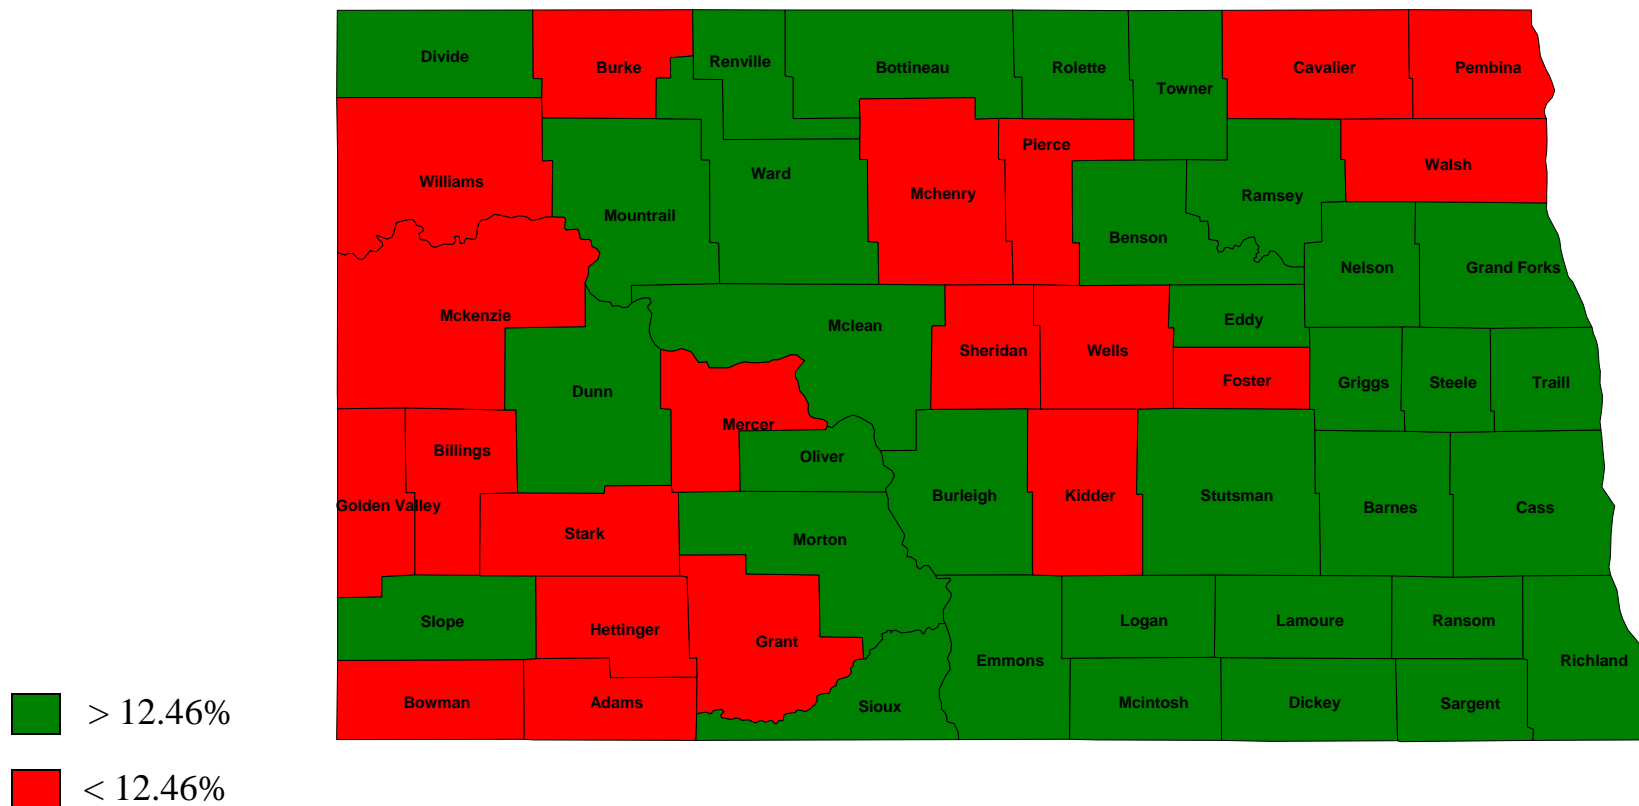 Divide
Burke
Renville
Bottineau
Rolette
Towner
Cavalier
Pembina
Williams
Mountrail
Ward
Mchenry
Pierce
Benson
Ramsey
Walsh
Nelson
Grand Forks
Mckenzie
Dunn
Mclean
Sheridan
Wells
Eddy
Foster
Griggs
Steele
Traill
Billings
Golden Valley
Mercer
Oliver
Stark
Morton
Burleigh
Kidder
Stutsman
Barnes
Cass
Slope
Hettinger
Grant
Emmons
Logan
Lamoure
Ransom
Richland
Bowman
Adams
Sioux
Mcintosh
Dickey
Sargent
> 12.46%
< 12.46%